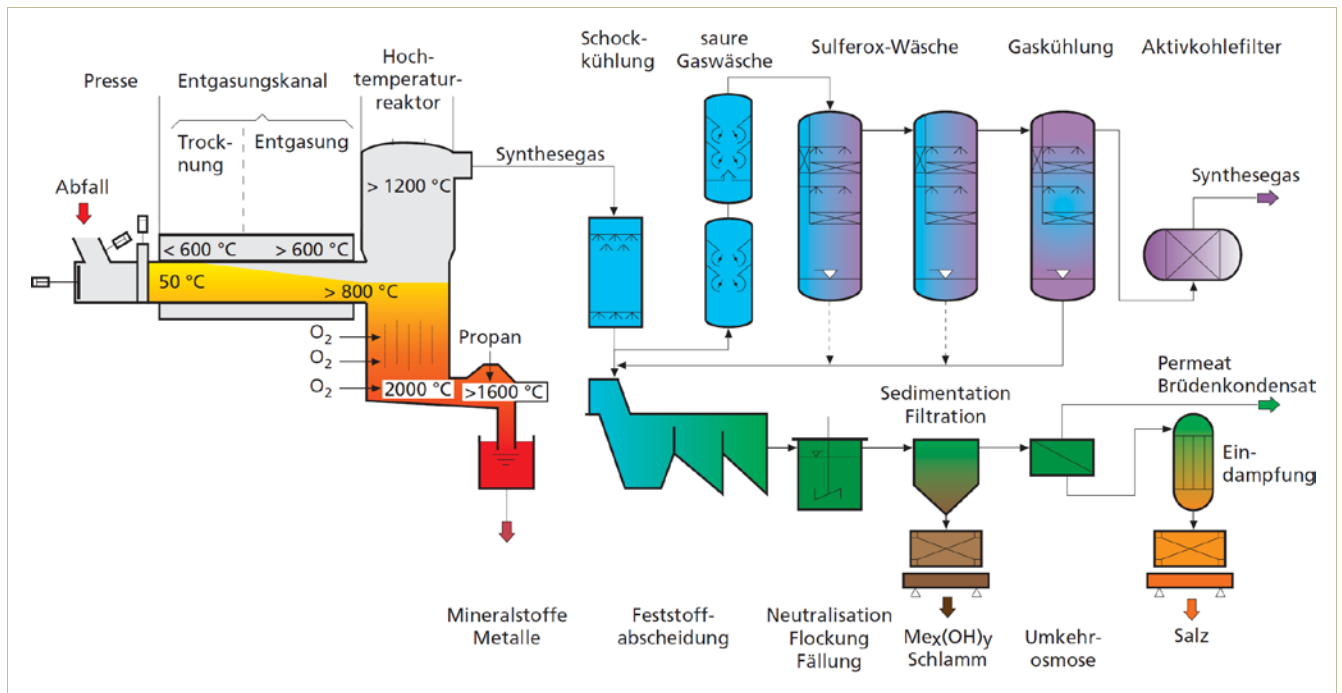 Presse
Entgasungskanal
Hoch-
temperatur-
reaktor
Schock-
kühlung
saure
Gaswäsche
Sulferox-Wäsche
Gaskühlung
Aktivkohlefilter
Trock-
nung
Entgasung
Abfall
> 1200 °C
Synthesegas
Synthesegas
< 600 °C
> 600 °C
50 °C
> 800 °C
O2
O2
O2
Propan
2000 °C
>1600 °C
Sedimentation
Filtration
Permeat
Brüdenkondensat
Ein-
dampfung
Mineralstoffe
Metalle
Feststoff-
abscheidung
Neutralisation
Flockung
Fällung
Mex(OH)y
Schlamm
Umkehr-
osmose
Salz